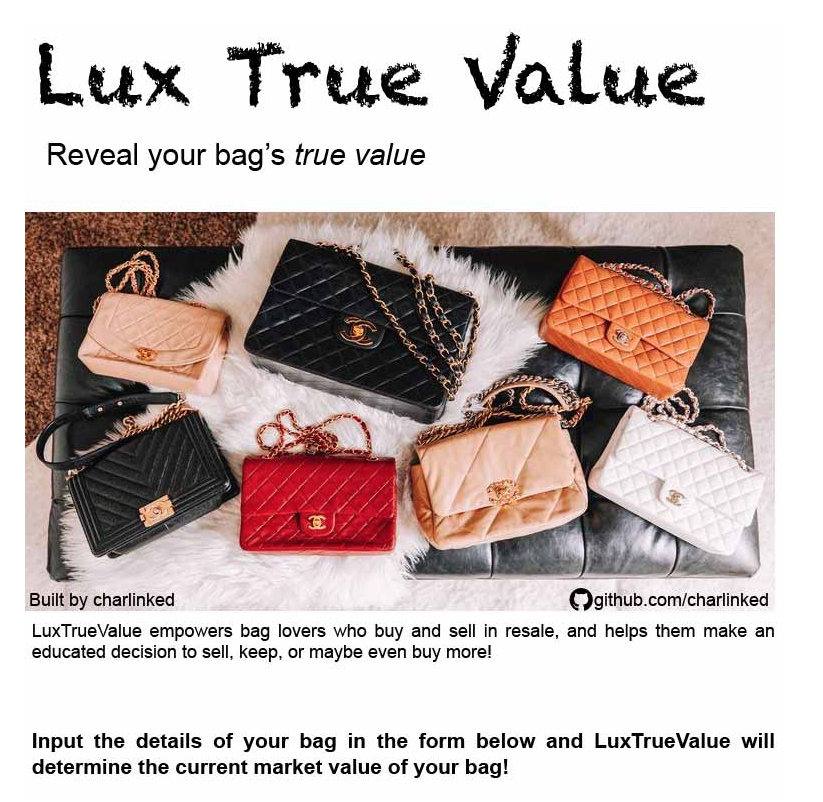 Lux True Value
Reveal your bag’s true value
Built by charlinked
github.com/charlinked
LuxTrueValue empowers bag lovers who buy and sell in resale, and helps them make an
educated decision to sell, keep, or maybe even buy more!
Input the details of your bag in the form below and LuxTrueValue will
determine the current market value of your bag!